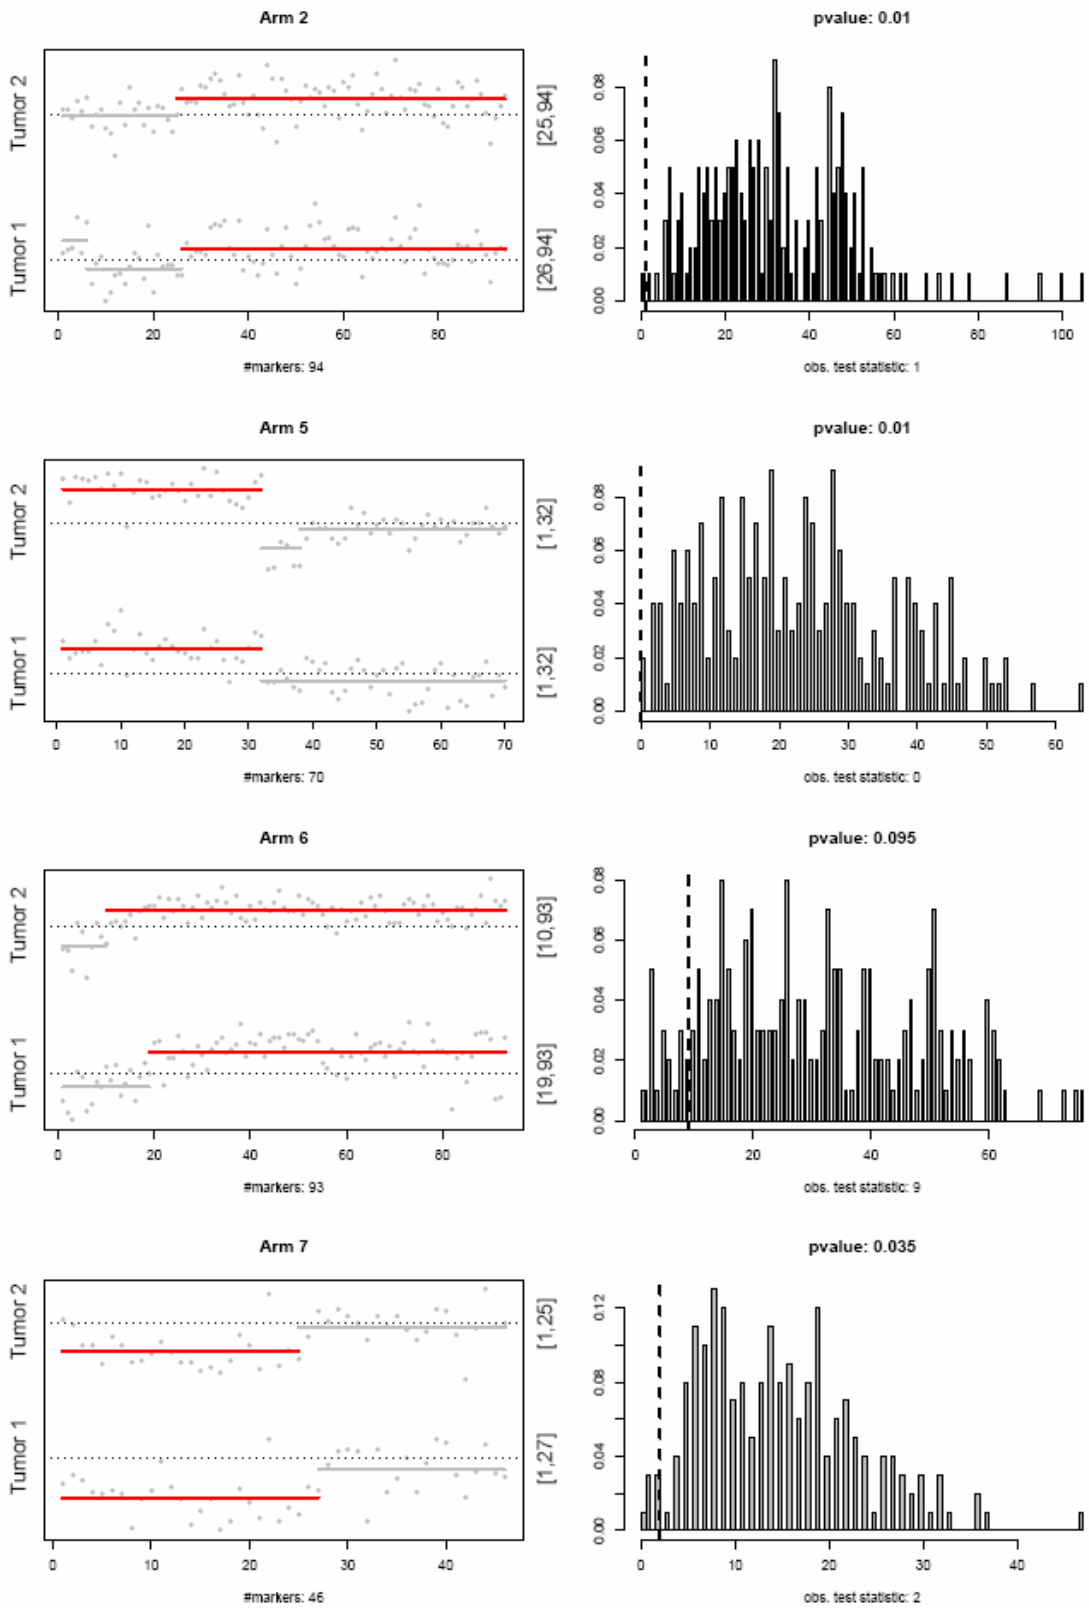 Arm 2
pvalue: 0.01
Tumor 2
Tumor 1
[25,94]
[26,94]
0 20 40 60 80
#markers: 94
0.08
0.06
0.04
0.02
0.00
0 20 40 60 80 100
obs. test statistic: 1
Arm 5
pvalue: 0.01
Tumor 2
Tumor 1
[1,32]
[1,32]
0 10 20 30 40 50 60 70
#markers: 70
0.08
0.06
0.04
0.02
0.00
0 10 20 30 40 50 60
obs. test statistic: 0
Arm 6
pvalue: 0.095
Tumor 2
Tumor 1
[10,93]
[19,93]
0 20 40 60 80
#markers: 93
0.08
0.06
0.04
0.02
0.00
0 20 40 60
obs. test statistic: 9
Arm 7
pvalue: 0.035
Tumor 2
Tumor 1
[1,25]
[1,27]
0 10 20 30 40
#markers: 46
0.12
0.08
0.04
0.00
0 10 20 30 40
obs. test statistic: 2